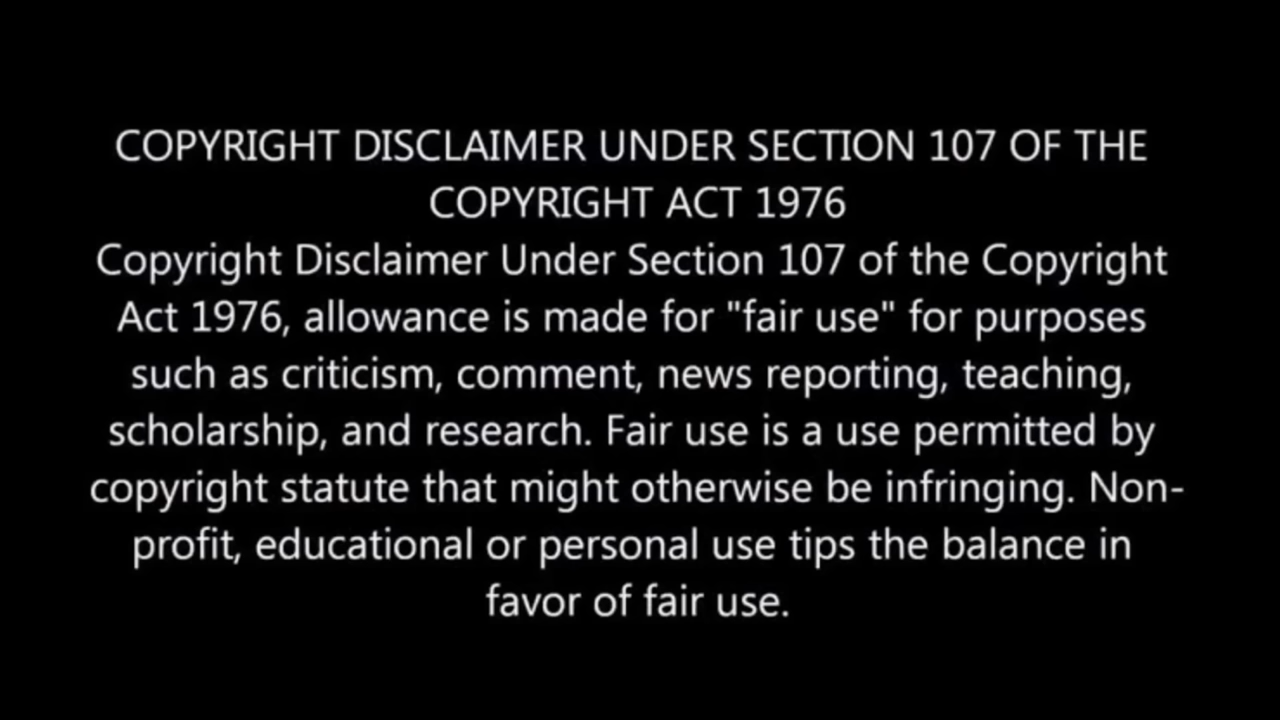 COPYRIGHT DISCLAIMER UNDER SECTION 107 OF THE
COPYRIGHT ACT 1976
Copyright Disclaimer Under Section 107 of the Copyright
Act 1976, allowance is made for "fair use" for purposes
such as criticism, comment, news reporting, teaching,
scholarship, and research. Fair use is a use permitted by
copyright statute that might otherwise be infringing. Non-
profit, educational or personal use tips the balance in
favor of fair use.